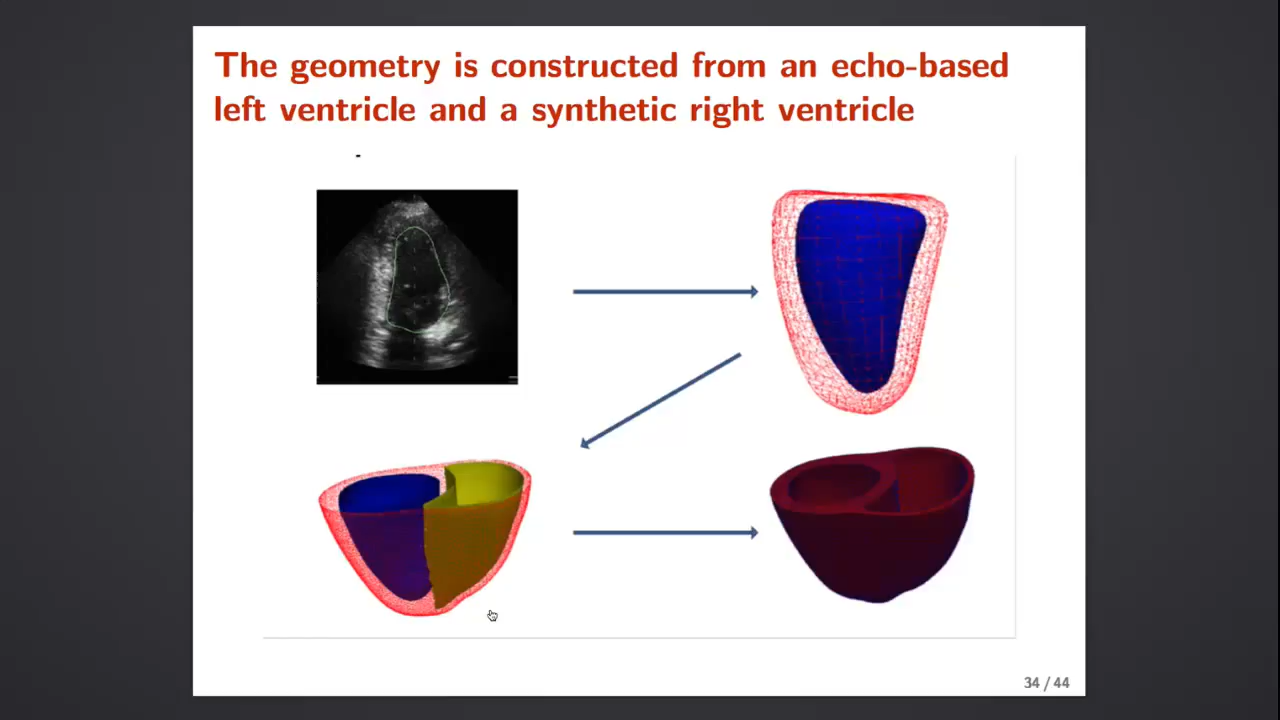 The geometry is constructed from an echo-based
left ventricle and a synthetic right ventricle
34 / 44